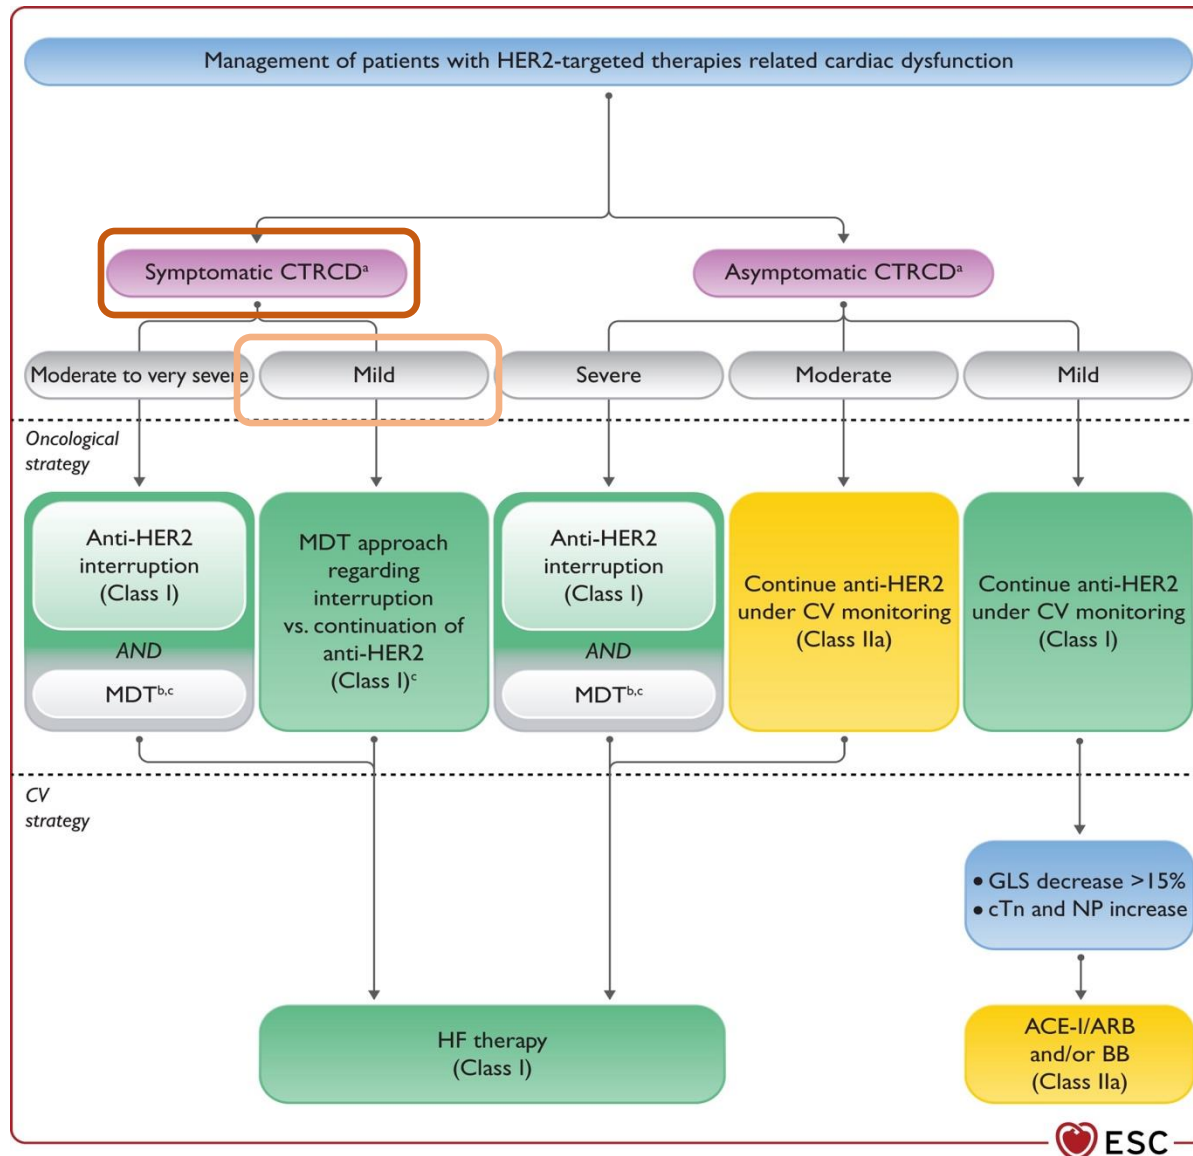 Management of patients with HER2-targeted therapies related cardiac dysfunction
Symptomatic CTRCDᵃ
Asymptomatic CTRCDᵃ
Moderate to very severe
Mild
Severe
Moderate
Mild
Oncological
strategy
Anti-HER2
interruption
(Class I)
AND
MDTᵇ,ᶜ
MDT approach
regarding
interruption
vs. continuation of
anti-HER2
(Class I)ᶜ
Anti-HER2
interruption
(Class I)
AND
MDTᵇ,ᶜ
Continue anti-HER2
under CV monitoring
(Class IIa)
Continue anti-HER2
under CV monitoring
(Class I)
CV
strategy
• GLS decrease >15%
• cTn and NP increase
HF therapy
(Class I)
ACE-I/ARB
and/or BB
(Class IIa)
ESC